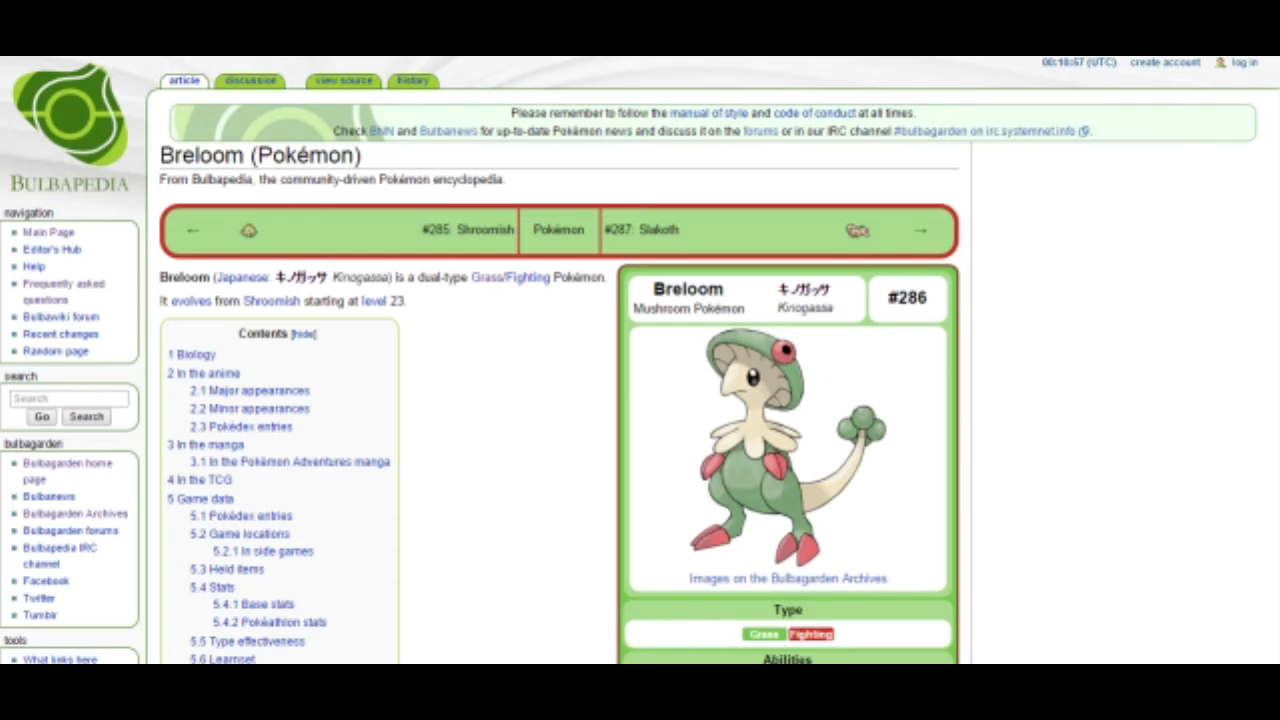 00:10:57 (UTC) create account log in
article discussion view source history
Please remember to follow the manual of style and code of conduct at all times.
Check BNN and Bulbanews for up-to-date Pokémon news and discuss it on the forums or in our IRC channel #bulbagarden on irc.systemnet.info
BULBAPEDIA
Breloom (Pokémon)
From Bulbapedia, the community-driven Pokémon encyclopedia.
← #285: Shroomish Pokémon #287: Slakoth →
navigation
Main Page
Editor's Hub
Help
Frequently asked
questions
Bulbawiki forum
Recent changes
Random page
search
Search
Go Search
bulbagarden
Bulbagarden home
page
Bulbanews
Bulbagarden Archives
Bulbagarden forums
Bulbapedia IRC
channel
Facebook
Twitter
Tumblr
tools
What links here
Breloom (Japanese: キノガッサ Kinogassa) is a dual-type Grass/Fighting Pokémon.
It evolves from Shroomish starting at level 23.
Contents [hide]
1 Biology
2 In the anime
2.1 Major appearances
2.2 Minor appearances
2.3 Pokédex entries
3 In the manga
3.1 In the Pokémon Adventures manga
4 In the TCG
5 Game data
5.1 Pokédex entries
5.2 Game locations
5.2.1 In side games
5.3 Held items
5.4 Stats
5.4.1 Base stats
5.4.2 Pokéathlon stats
5.5 Type effectiveness
5.6 Learnset
Breloom
Mushroom Pokémon
キノガッサ
Kinogassa
#286
Images on the Bulbagarden Archives
Type
Grass Fighting
Abilities